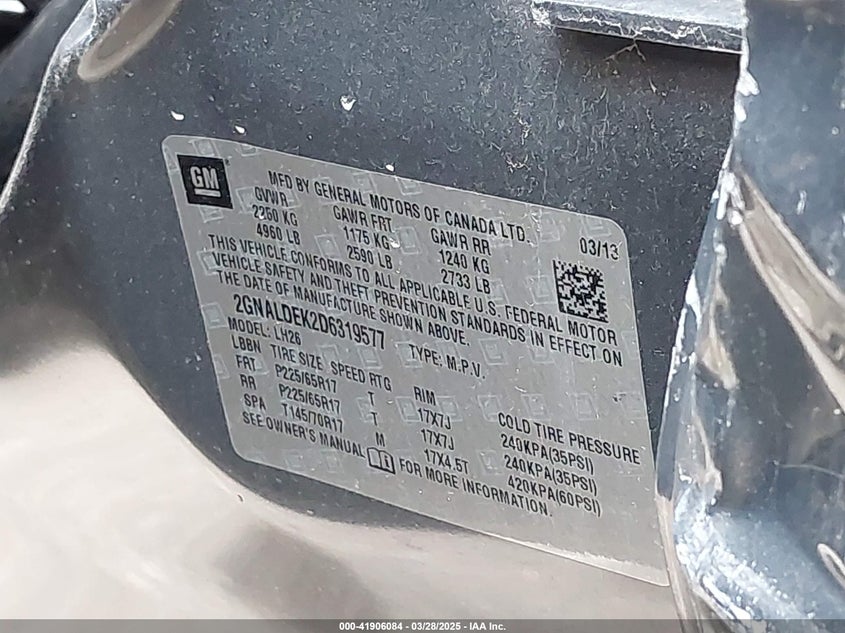 GM
MFD BY GENERAL MOTORS OF CANADA LTD.
03/13
GVWR GAWR FRT GAWR RR
2250 KG 1175 KG 1240 KG
4960 LB 2590 LB 2733 LB
THIS VEHICLE CONFORMS TO ALL APPLICABLE U.S. FEDERAL MOTOR
VEHICLE SAFETY AND THEFT PREVENTION STANDARDS IN EFFECT ON
THE DATE OF MANUFACTURE SHOWN ABOVE.
2GNALDEK2D6319577 TYPE: M.P.V.
MODEL: LH26
LBBN TIRE SIZE SPEED RTG RIM COLD TIRE PRESSURE
FRT P225/65R17 T 17X7J 240KPA(35PSI)
RR P225/65R17 T 17X7J 240KPA(35PSI)
SPA T145/70R17 M 17X4.5T 420KPA(60PSI)
SEE OWNER'S MANUAL FOR MORE INFORMATION.
000-41906084 - 03/28/2025 - IAA Inc.